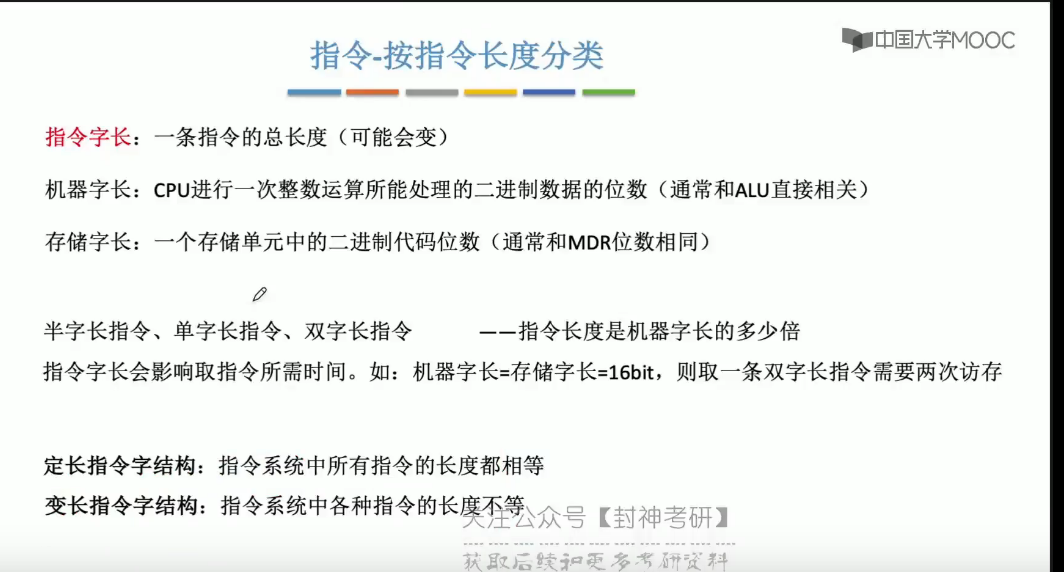 指令-按指令长度分类
中国大学MOOC
指令字长：一条指令的总长度（可能会变）
机器字长：CPU进行一次整数运算所能处理的二进制数据的位数（通常和ALU直接相关）
存储字长：一个存储单元中的二进制代码位数（通常和MDR位数相同）
半字长指令、单字长指令、双字长指令 ——指令长度是机器字长的多少倍
指令字长会影响取指令所需时间。如：机器字长=存储字长=16bit，则取一条双字长指令需要两次访存
定长指令字结构：指令系统中所有指令的长度都相等
变长指令字结构：指令系统中各种指令的长度不等
关注公众号【封神考研】
获取后续和更多考研资料